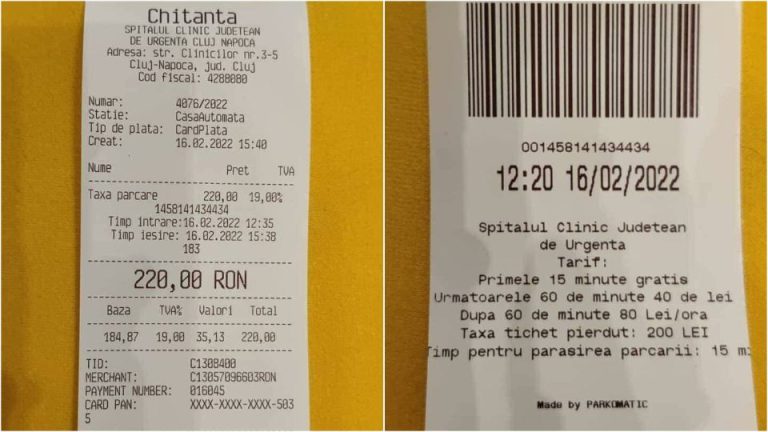 Chitanta
SPITALUL CLINIC JUDETEAN
DE URGENTA CLUJ NAPOCA
Adresa: str. Clinicilor nr.3-5
Cluj-Napoca, jud. Cluj
Cod fiscal: 4288080
Numar: 4076/2022
Statie: CasaAutomata
Tip de plata: CardPlata
Creat: 16.02.2022 15:40
Nume Pret TVA
Taxa parcare 220,00 19,00%
1458141434434
Timp intrare:16.02.2022 12:35
Timp iesire: 16.02.2022 15:38
183
220,00 RON
Baza TVA% Valori Total
184,87 19,00 35,13 220,00
TID: C1308400
MERCHANT: C13057096603RON
PAYMENT NUMBER: 016045
CARD PAN: XXXX-XXXX-XXXX-503
5
001458141434434
12:20 16/02/2022
Spitalul Clinic Judetean
de Urgenta
Tarif:
Primele 15 minute gratis
Urmatoarele 60 de minute 40 de lei
Dupa 60 de minute 80 Lei/ora
Taxa tichet pierdut: 200 LEI
Timp pentru parasirea parcarii: 15 mi
Made by PARKOMATIC